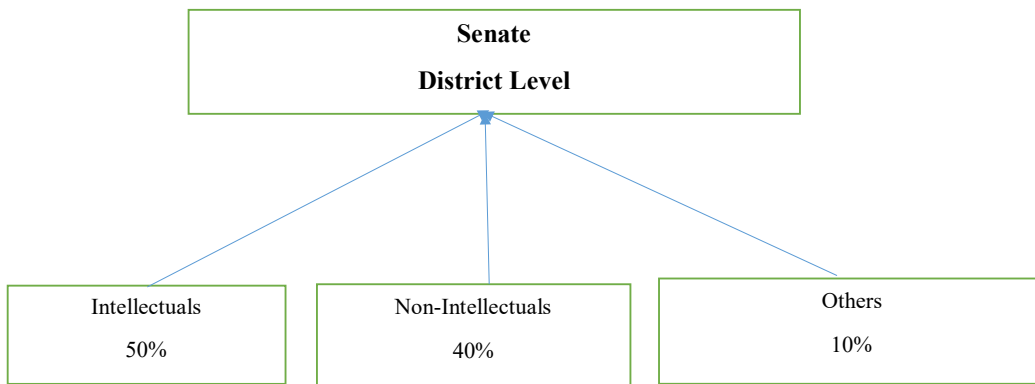 Senate
District Level
Intellectuals
50%
Non-Intellectuals
40%
Others
10%